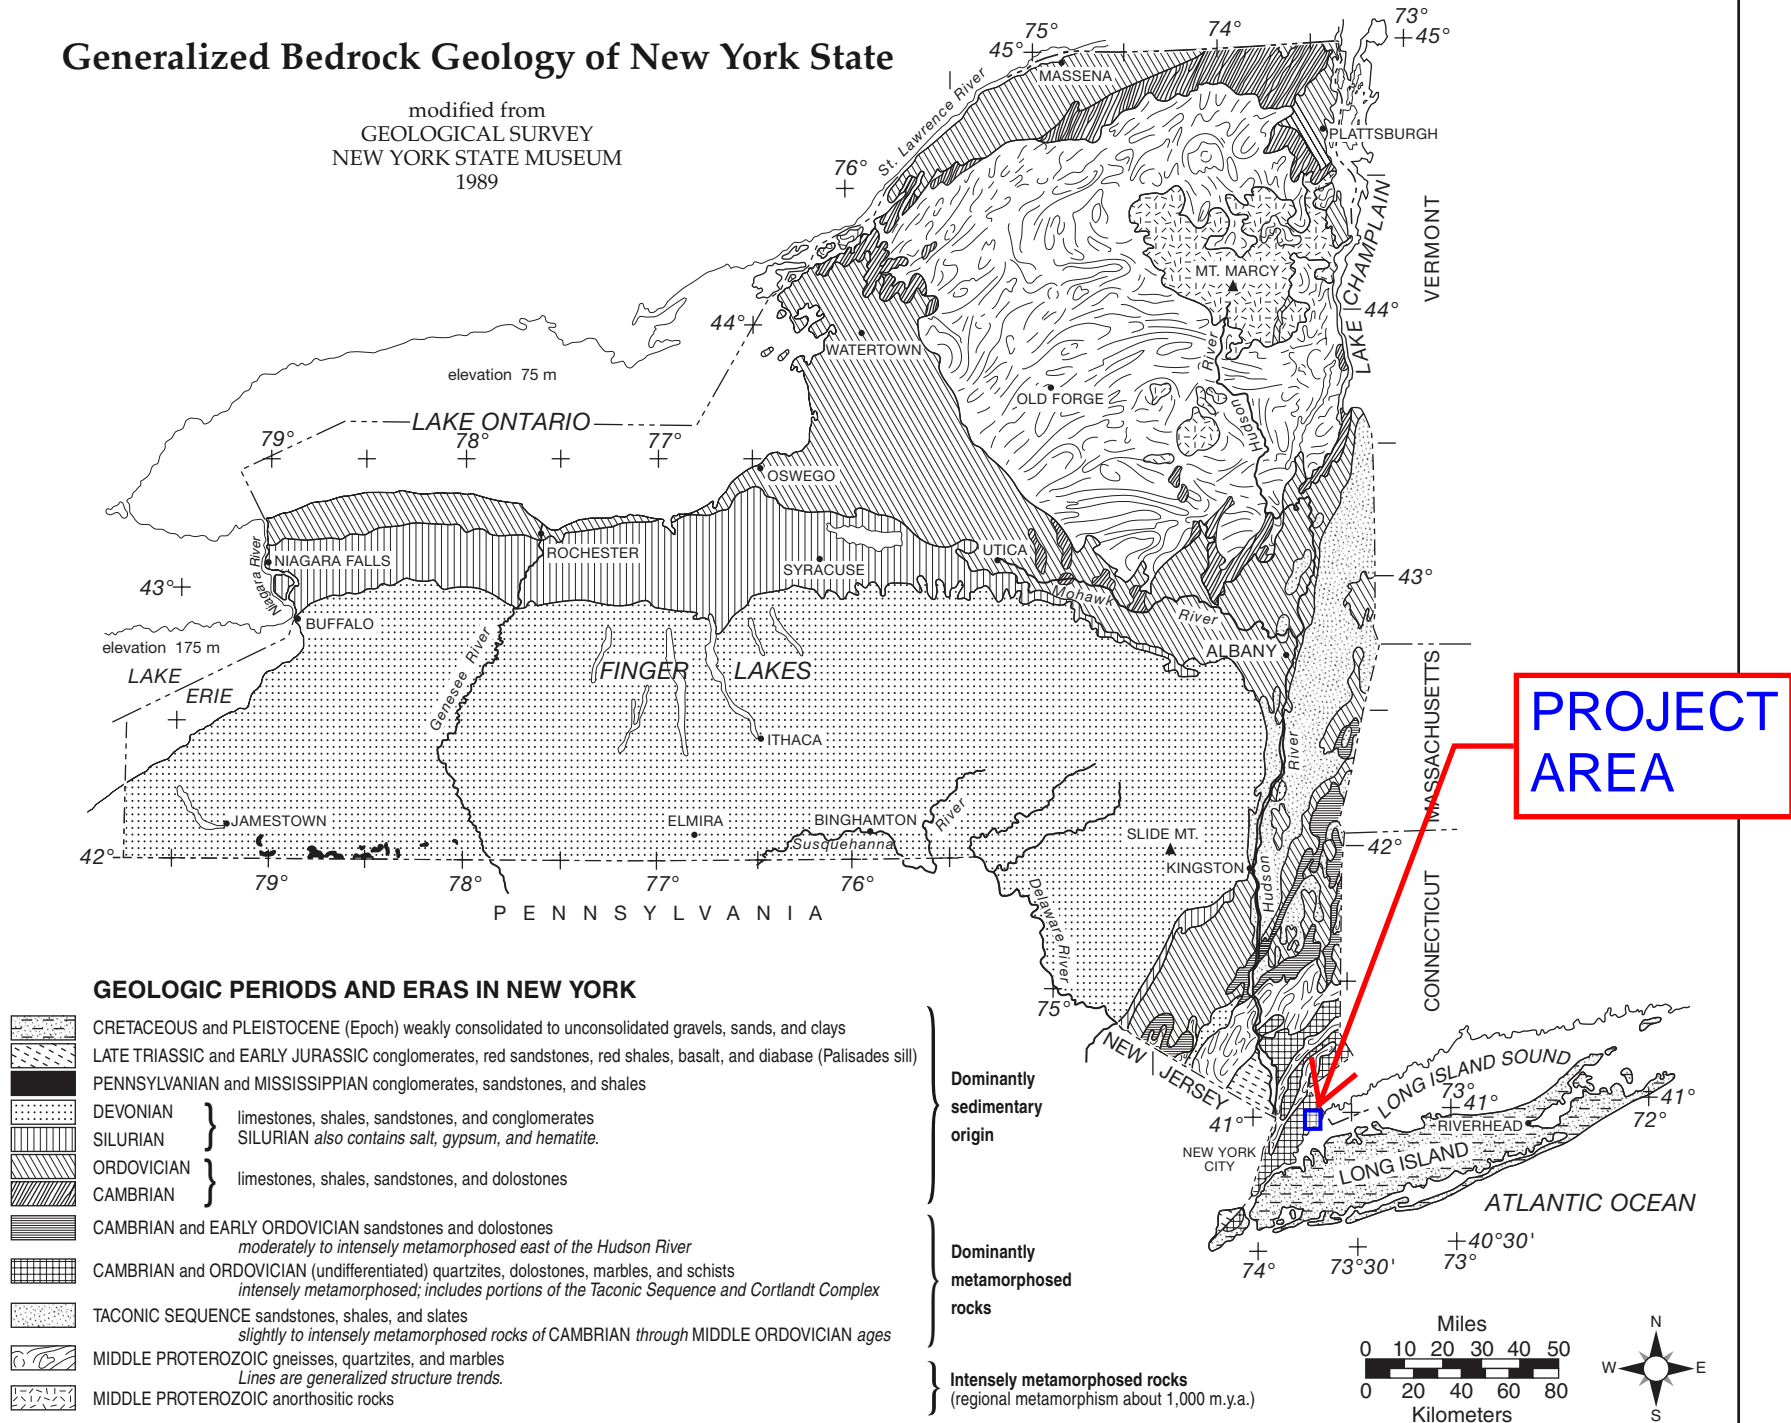 Generalized Bedrock Geology of New York State
modified from
GEOLOGICAL SURVEY
NEW YORK STATE MUSEUM
1989
75°
74°
73°
45°
45°
MASSENA
PLATTSBURGH
St. Lawrence River
76°
LAKE CHAMPLAIN
VERMONT
MT. MARCY
44°
44°
WATERTOWN
elevation 75 m
OLD FORGE
Hudson River
LAKE ONTARIO
79°
78°
77°
OSWEGO
ROCHESTER
Niagara River
NIAGARA FALLS
SYRACUSE
UTICA
Mohawk River
43°
43°
BUFFALO
elevation 175 m
LAKE
ERIE
Genesee River
FINGER LAKES
ALBANY
MASSACHUSETTS
PROJECT
AREA
ITHACA
Hudson River
JAMESTOWN
ELMIRA
BINGHAMTON
Susquehanna River
SLIDE MT.
KINGSTON
42°
42°
79°
78°
77°
76°
Delaware River
PENNSYLVANIA
CONNECTICUT
75°
NEW JERSEY
LONG ISLAND SOUND
73°
41°
41°
72°
41°
RIVERHEAD
NEW YORK
CITY
LONG ISLAND
ATLANTIC OCEAN
74°
73°30'
40°30'
73°
GEOLOGIC PERIODS AND ERAS IN NEW YORK
CRETACEOUS and PLEISTOCENE (Epoch) weakly consolidated to unconsolidated gravels, sands, and clays
LATE TRIASSIC and EARLY JURASSIC conglomerates, red sandstones, red shales, basalt, and diabase (Palisades sill)
PENNSYLVANIAN and MISSISSIPPIAN conglomerates, sandstones, and shales
DEVONIAN
SILURIAN
limestones, shales, sandstones, and conglomerates
SILURIAN also contains salt, gypsum, and hematite.
ORDOVICIAN
CAMBRIAN
limestones, shales, sandstones, and dolostones
CAMBRIAN and EARLY ORDOVICIAN sandstones and dolostones
moderately to intensely metamorphosed east of the Hudson River
CAMBRIAN and ORDOVICIAN (undifferentiated) quartzites, dolostones, marbles, and schists
intensely metamorphosed; includes portions of the Taconic Sequence and Cortlandt Complex
TACONIC SEQUENCE sandstones, shales, and slates
slightly to intensely metamorphosed rocks of CAMBRIAN through MIDDLE ORDOVICIAN ages
MIDDLE PROTEROZOIC gneisses, quartzites, and marbles
Lines are generalized structure trends.
MIDDLE PROTEROZOIC anorthositic rocks
Dominantly
sedimentary
origin
Dominantly
metamorphosed
rocks
Intensely metamorphosed rocks
(regional metamorphism about 1,000 m.y.a.)
Miles
0 10 20 30 40 50
0 20 40 60 80
Kilometers
N
W E
S